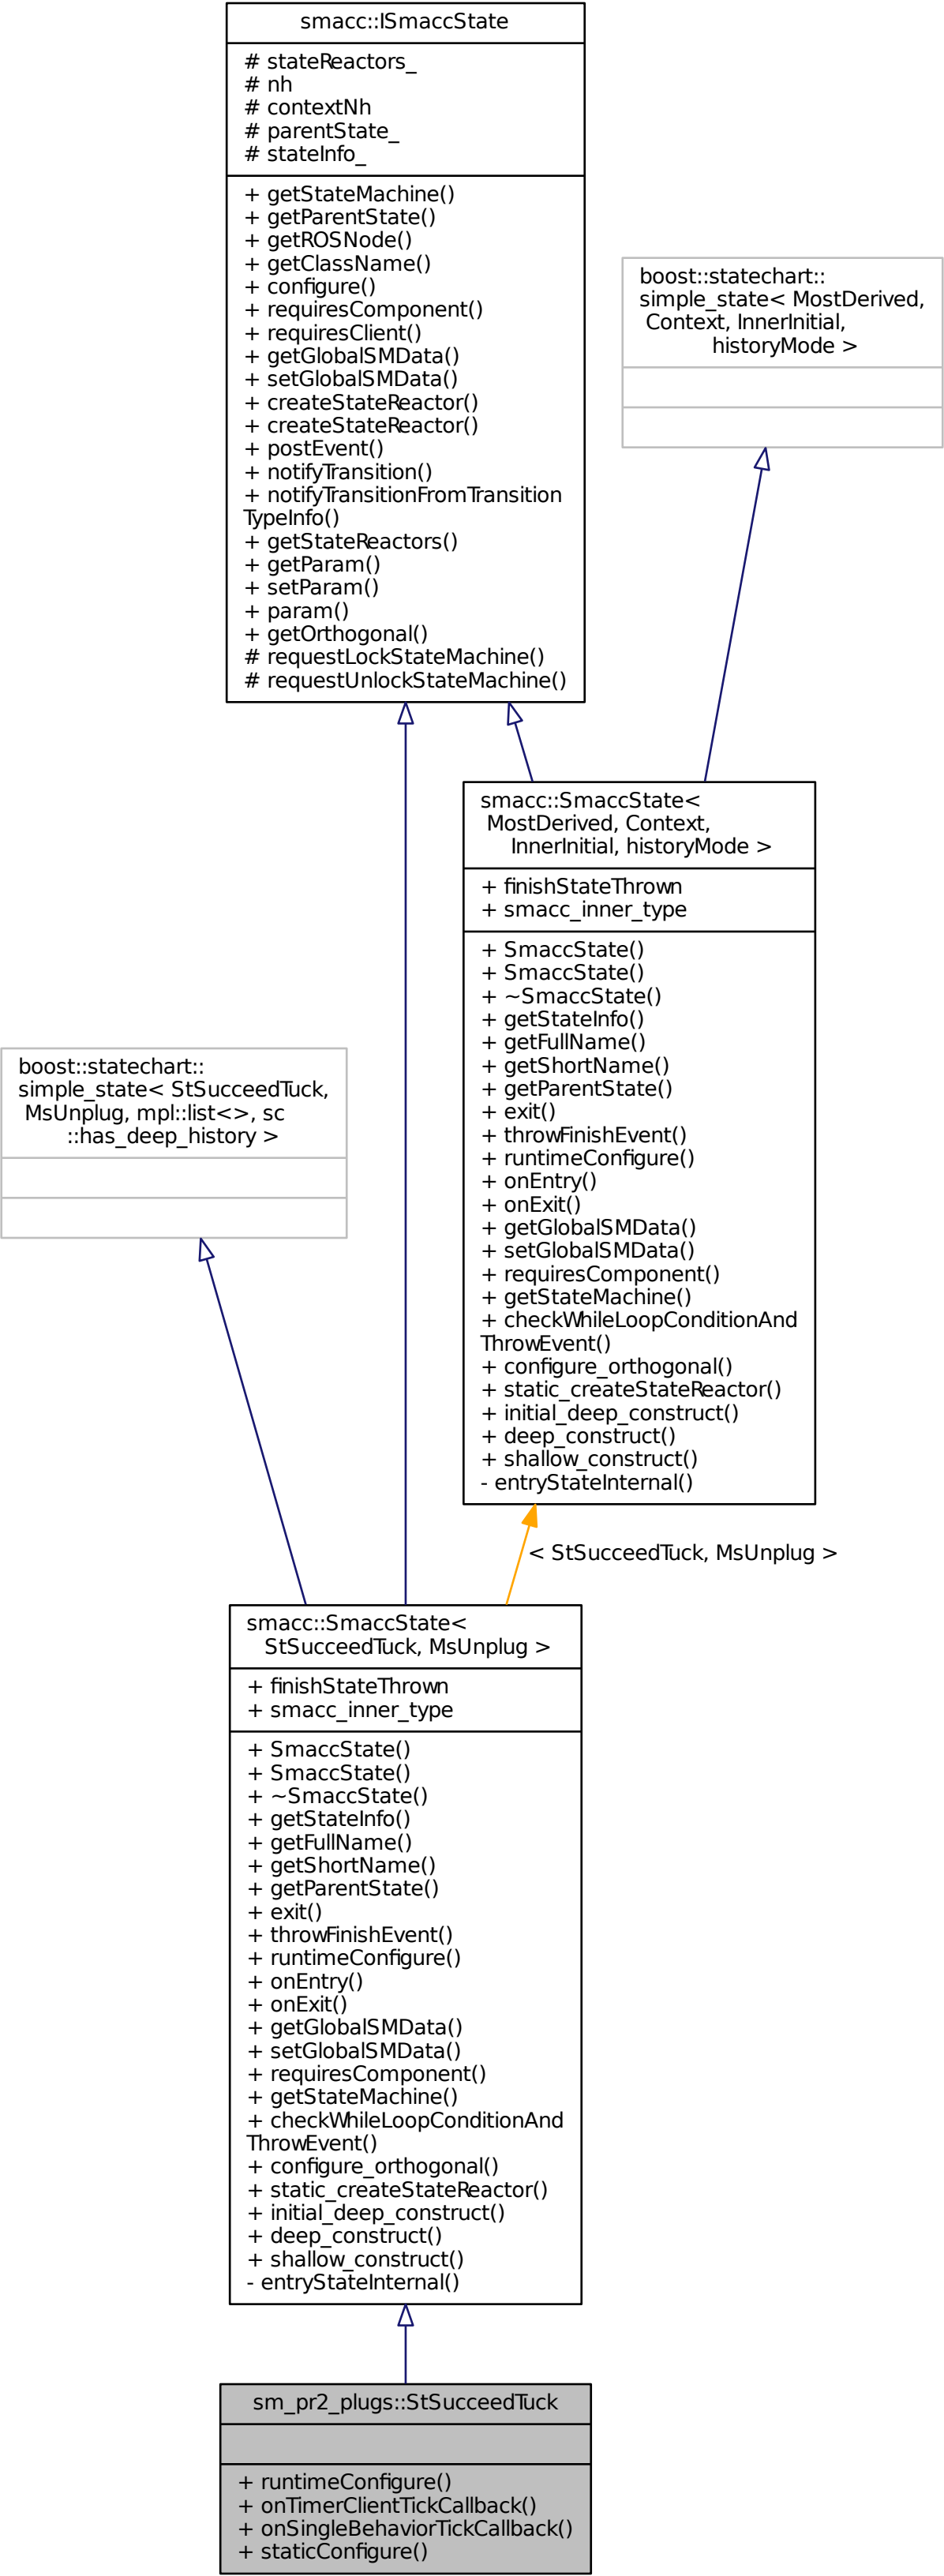 smacc::ISmaccState
# stateReactors_
# nh
# contextNh
# parentState_
# stateInfo_
+ getStateMachine()
+ getParentState()
+ getROSNode()
+ getClassName()
+ configure()
+ requiresComponent()
+ requiresClient()
+ getGlobalSMData()
+ setGlobalSMData()
+ createStateReactor()
+ createStateReactor()
+ postEvent()
+ notifyTransition()
+ notifyTransitionFromTransition
TypeInfo()
+ getStateReactors()
+ getParam()
+ setParam()
+ param()
+ getOrthogonal()
# requestLockStateMachine()
# requestUnlockStateMachine()
boost::statechart::
simple_state< MostDerived,
Context, InnerInitial,
historyMode >
smacc::SmaccState<
MostDerived, Context,
InnerInitial, historyMode >
+ finishStateThrown
+ smacc_inner_type
+ SmaccState()
+ SmaccState()
+ ~SmaccState()
+ getStateInfo()
+ getFullName()
+ getShortName()
+ getParentState()
+ exit()
+ throwFinishEvent()
+ runtimeConfigure()
+ onEntry()
+ onExit()
+ getGlobalSMData()
+ setGlobalSMData()
+ requiresComponent()
+ getStateMachine()
+ checkWhileLoopConditionAnd
ThrowEvent()
+ configure_orthogonal()
+ static_createStateReactor()
+ initial_deep_construct()
+ deep_construct()
+ shallow_construct()
- entryStateInternal()
boost::statechart::
simple_state< StSucceedTuck,
MsUnplug, mpl::list<>, sc
::has_deep_history >
< StSucceedTuck, MsUnplug >
smacc::SmaccState<
StSucceedTuck, MsUnplug >
+ finishStateThrown
+ smacc_inner_type
+ SmaccState()
+ SmaccState()
+ ~SmaccState()
+ getStateInfo()
+ getFullName()
+ getShortName()
+ getParentState()
+ exit()
+ throwFinishEvent()
+ runtimeConfigure()
+ onEntry()
+ onExit()
+ getGlobalSMData()
+ setGlobalSMData()
+ requiresComponent()
+ getStateMachine()
+ checkWhileLoopConditionAnd
ThrowEvent()
+ configure_orthogonal()
+ static_createStateReactor()
+ initial_deep_construct()
+ deep_construct()
+ shallow_construct()
- entryStateInternal()
sm_pr2_plugs::StSucceedTuck
+ runtimeConfigure()
+ onTimerClientTickCallback()
+ onSingleBehaviorTickCallback()
+ staticConfigure()